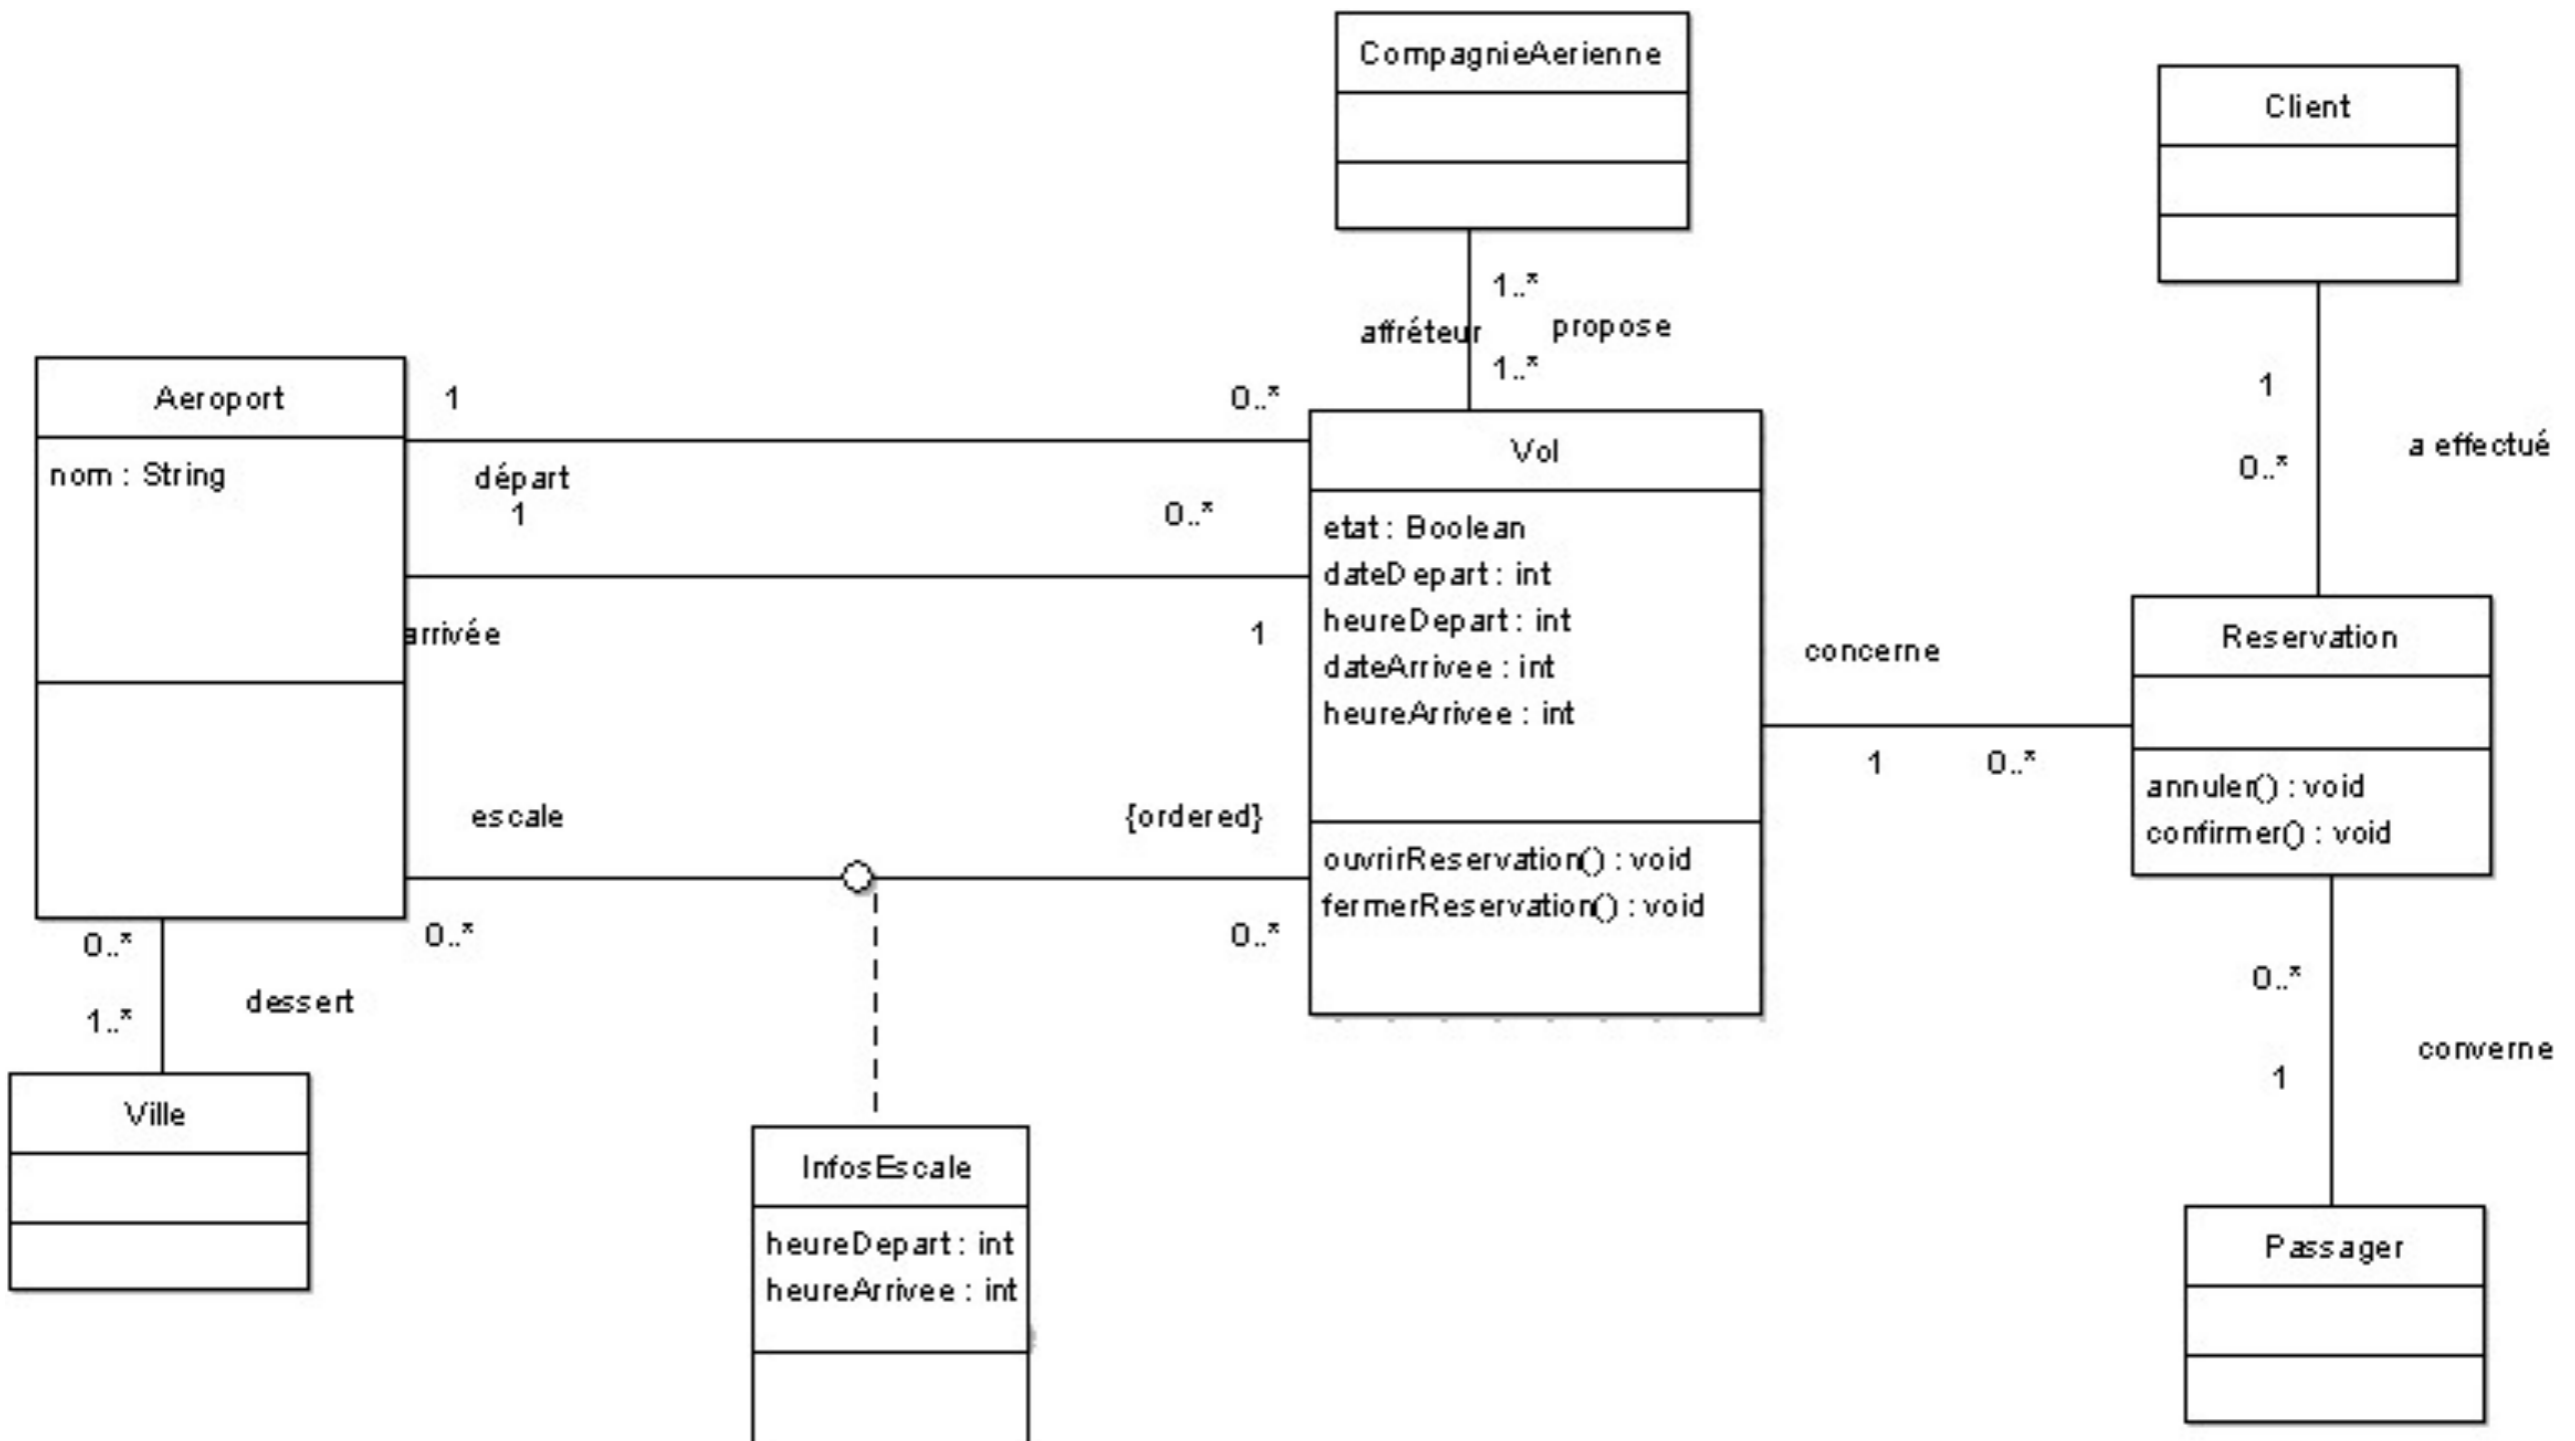 CompagnieAerienne
Client
1..*
affréteur
propose
1..*
Aeroport
nom : String
1
0..*
départ
1
0..*
arrivée
1
Vol
etat : Boolean
dateDepart : int
heureDepart : int
dateArrivee : int
heureArrivee : int
ouvrirReservation() : void
fermerReservation() : void
1
0..*
a effectué
concerne
1
0..*
Reservation
annuler() : void
confirmer() : void
escale
{ordered}
0..*
0..*
0..*
1..*
dessert
Ville
InfosEscale
heureDepart : int
heureArrivee : int
0..*
1
converne
Passager